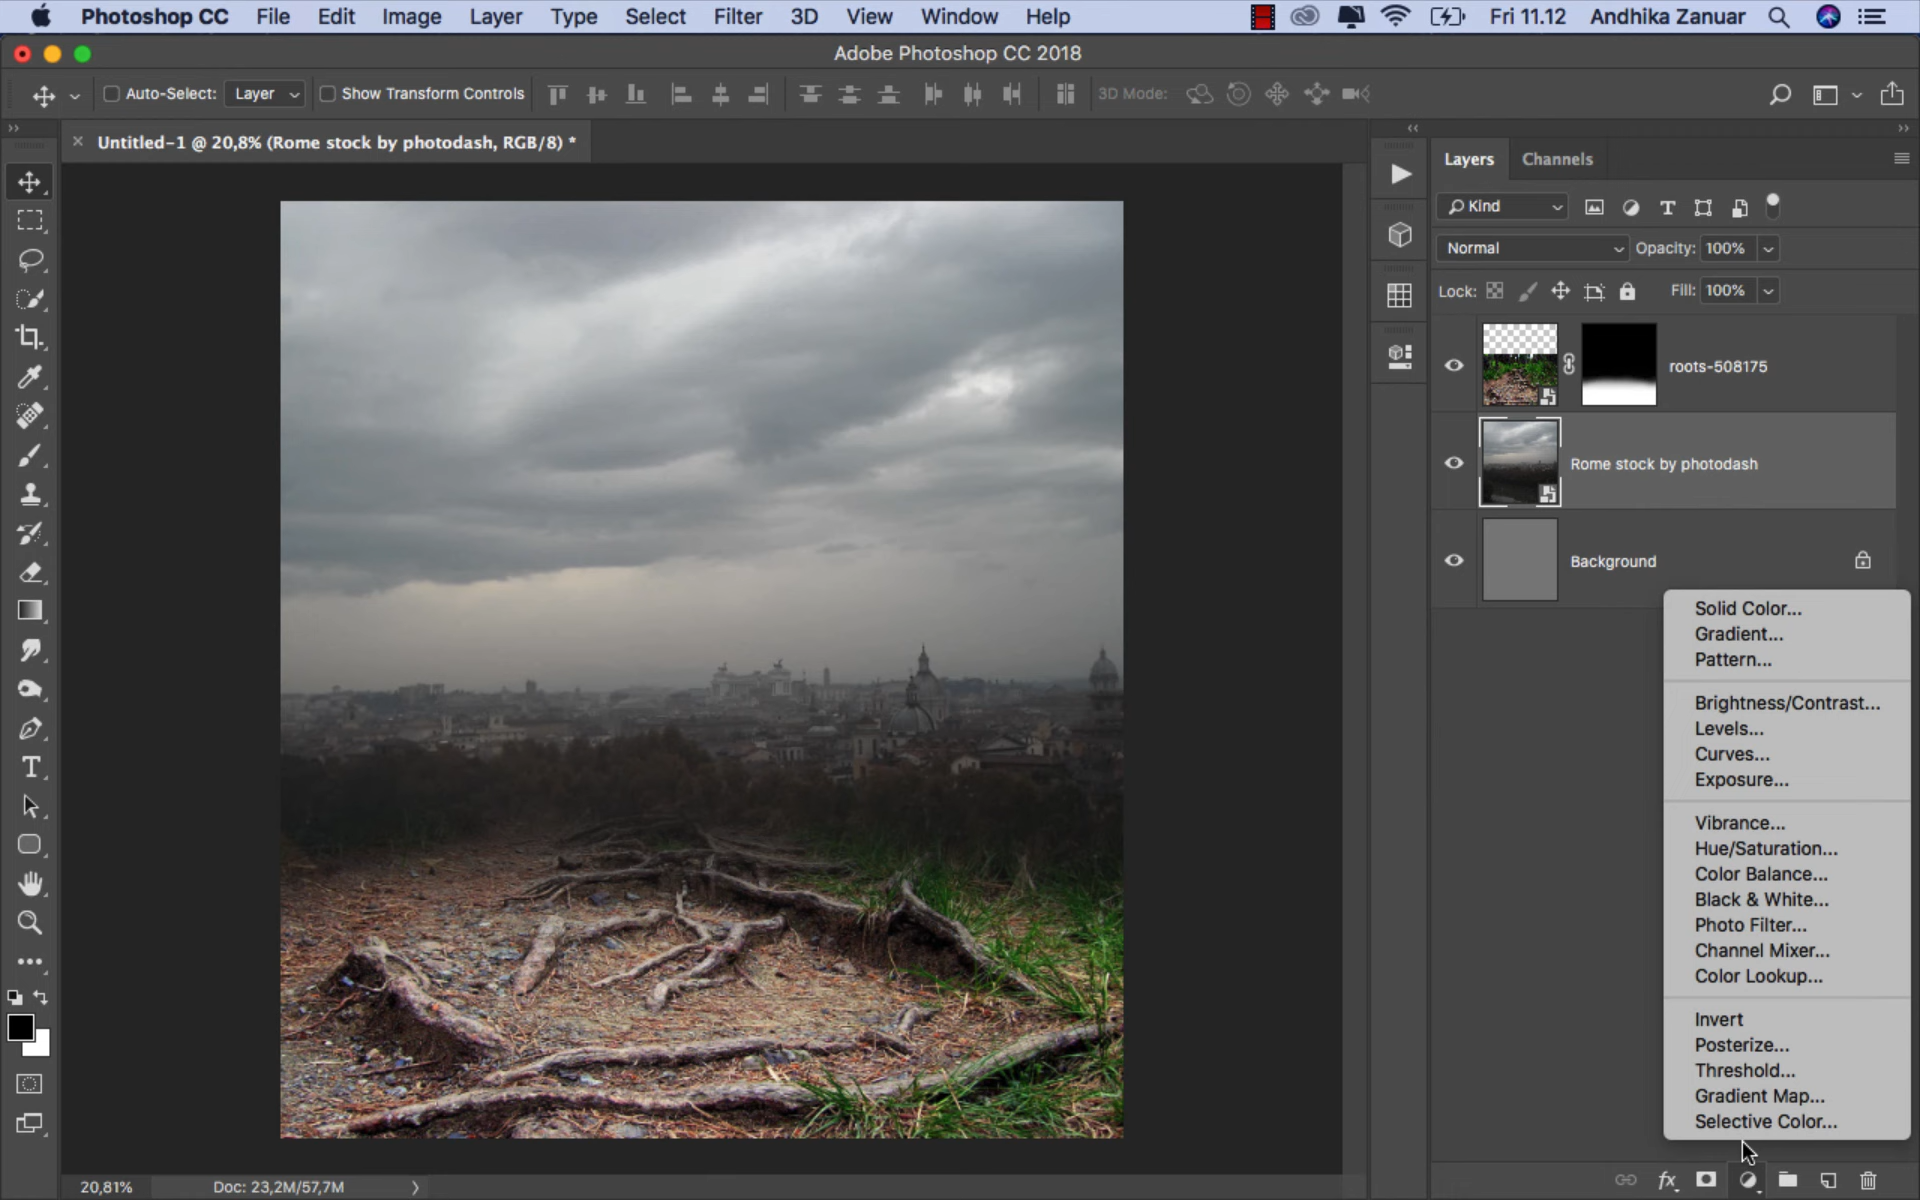 Photoshop CC File Edit Image Layer Type Select Filter 3D View Window Help Fri 11.12 Andhika Zanuar
Adobe Photoshop CC 2018
Auto-Select: Layer Show Transform Controls 3D Mode:
Untitled-1 @ 20,8% (Rome stock by photodash, RGB/8) *
Layers Channels
Kind
Normal Opacity: 100%
Lock: Fill: 100%
roots-508175
Rome stock by photodash
Background
Solid Color...
Gradient...
Pattern...
Brightness/Contrast...
Levels...
Curves...
Exposure...
Vibrance...
Hue/Saturation...
Color Balance...
Black & White...
Photo Filter...
Channel Mixer...
Color Lookup...
Invert
Posterize...
Threshold...
Gradient Map...
Selective Color...
20,81% Doc: 23,2M/57,7M
fx